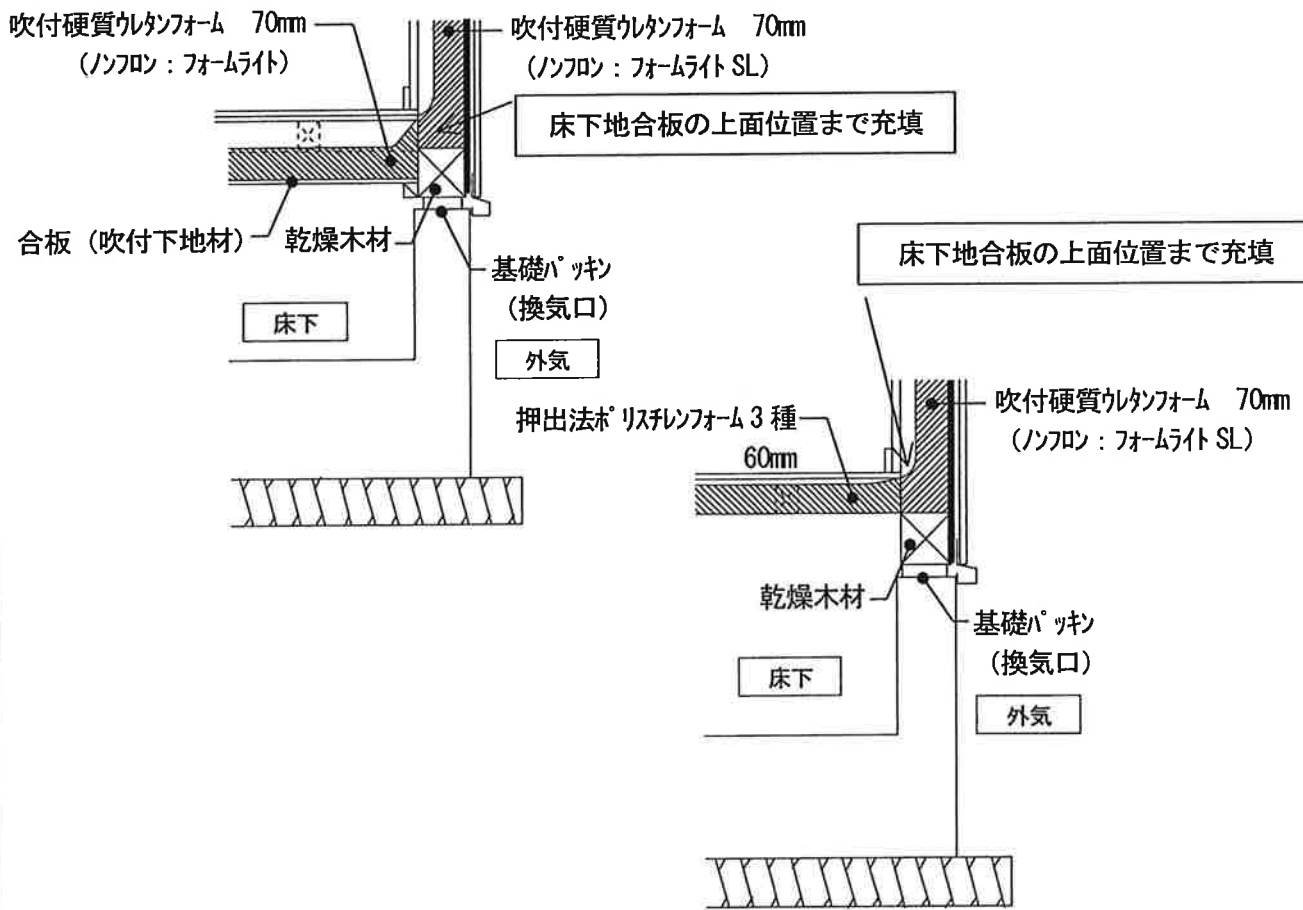 吹付硬質ｳﾚﾀﾝﾌｫｰﾑ　70mm
（ﾉﾝﾌﾛﾝ：ﾌｫｰﾑﾗｲﾄ）
吹付硬質ｳﾚﾀﾝﾌｫｰﾑ　70mm
（ﾉﾝﾌﾛﾝ：ﾌｫｰﾑﾗｲﾄ SL）
床下地合板の上面位置まで充填
合板（吹付下地材）
乾燥木材
基礎ﾊﾟｯｷﾝ
（換気口）
床下
外気
床下地合板の上面位置まで充填
押出法ﾎﾟﾘｽﾁﾚﾝﾌｫｰﾑ 3 種
60mm
吹付硬質ｳﾚﾀﾝﾌｫｰﾑ　70mm
（ﾉﾝﾌﾛﾝ：ﾌｫｰﾑﾗｲﾄ SL）
乾燥木材
基礎ﾊﾟｯｷﾝ
（換気口）
床下
外気